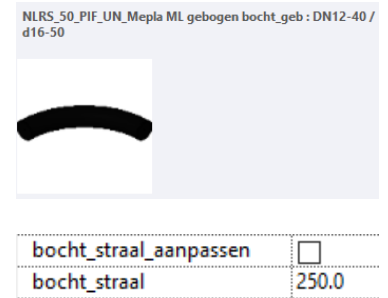 NLRS_50_PIF_UN_Mepla ML gebogen bocht_geb : DN12-40 /
d16-50
bocht_straal_aanpassen
bocht_straal 250.0